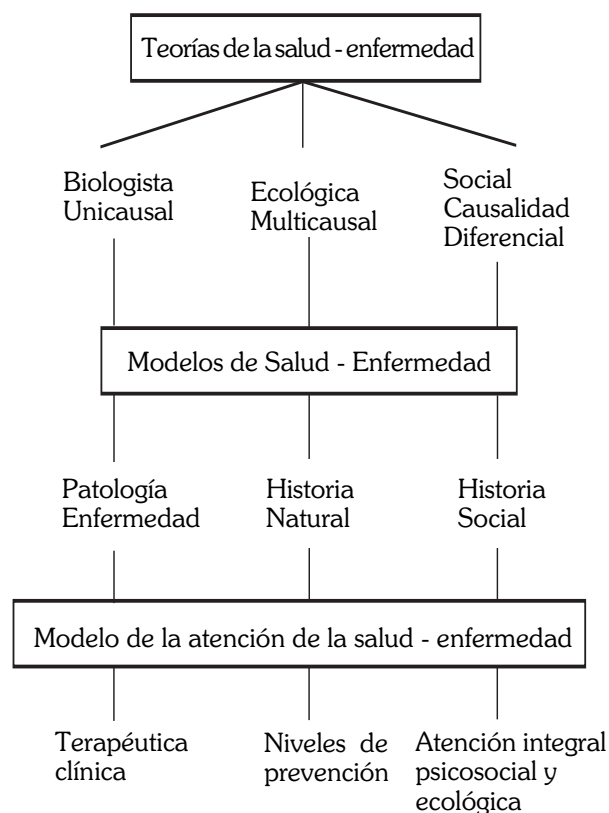 Teorías de la salud - enfermedad
Biologista
Unicausal
Ecológica
Multicausal
Social
Causalidad
Diferencial
Modelos de Salud - Enfermedad
Patología
Enfermedad
Historia
Natural
Historia
Social
Modelo de la atención de la salud - enfermedad
Terapéutica
clínica
Niveles de
prevención
Atención integral
psicosocial y
ecológica